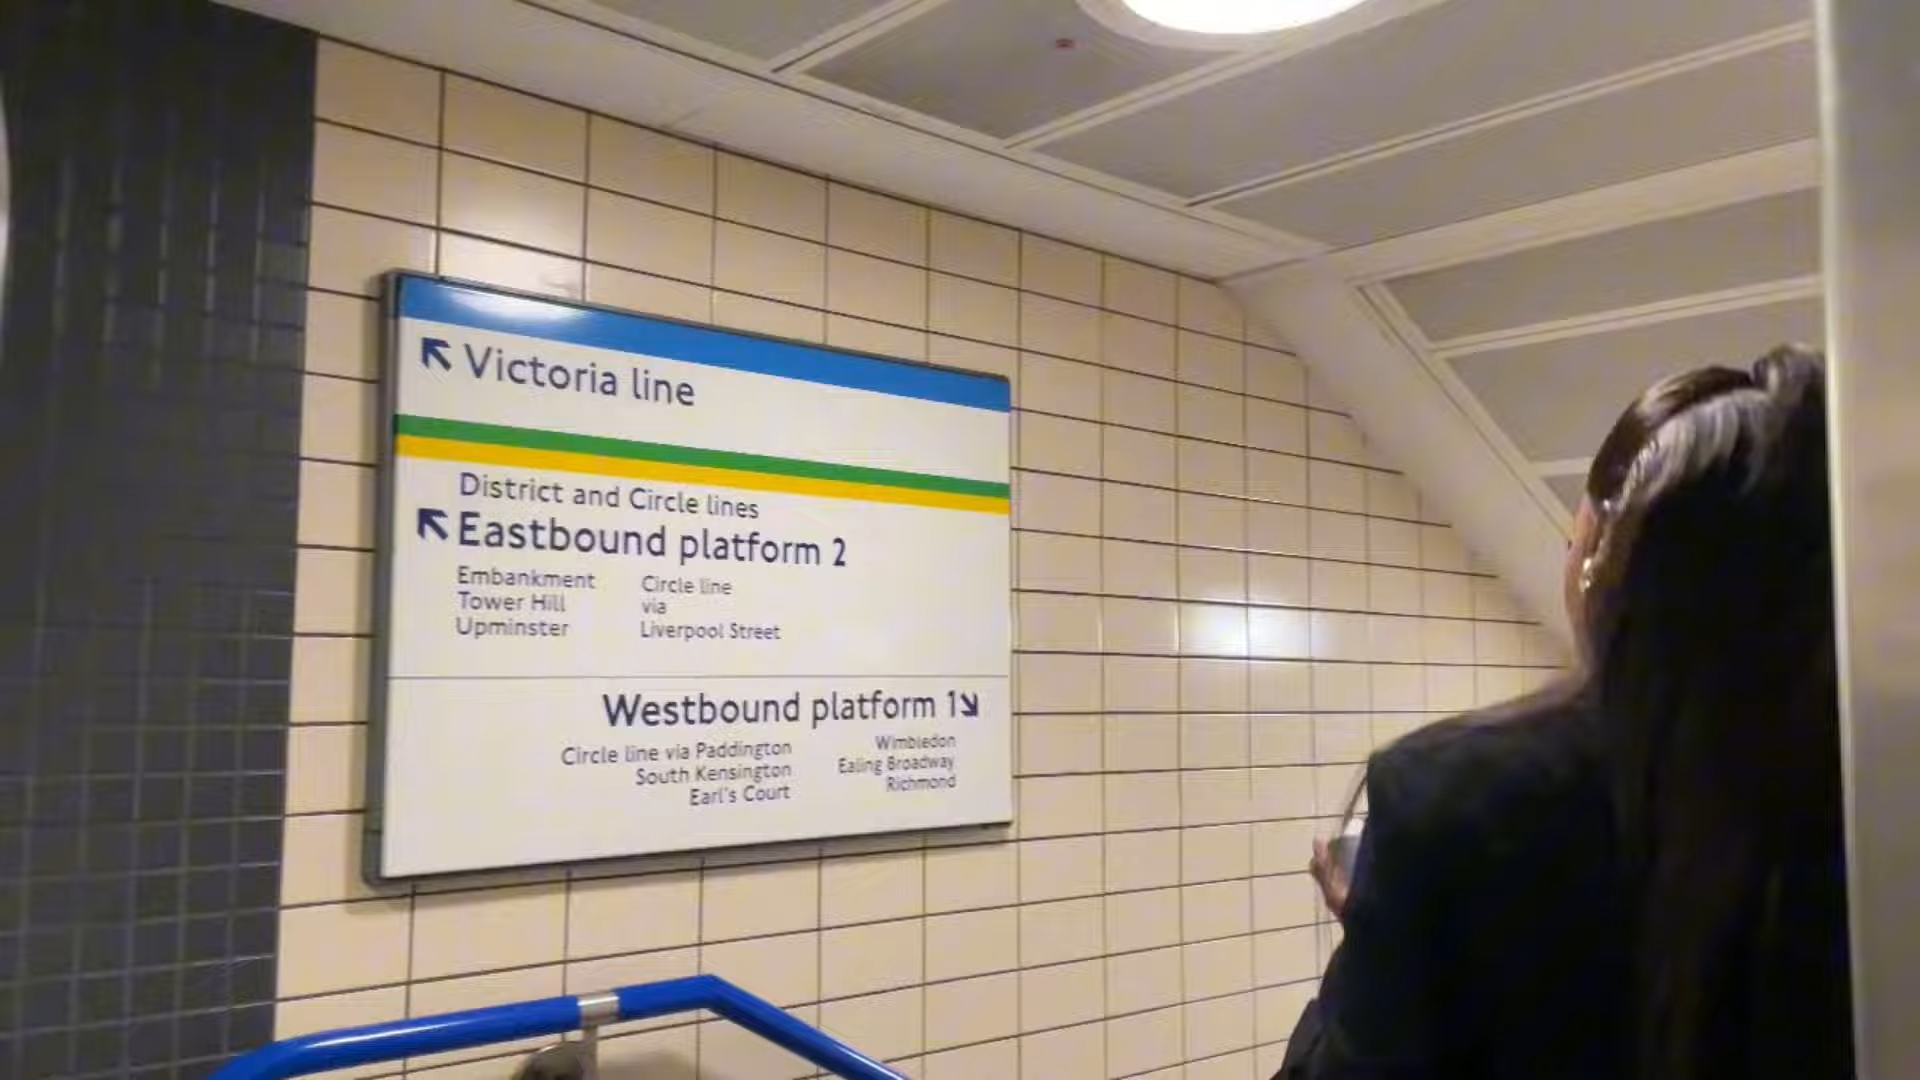 Victoria line
District and Circle lines
Eastbound platform 2
Embankment
Tower Hill
Upminster
Circle line
via
Liverpool Street
Westbound platform 1
Circle line via Paddington
South Kensington
Earl's Court
Wimbledon
Ealing Broadway
Richmond